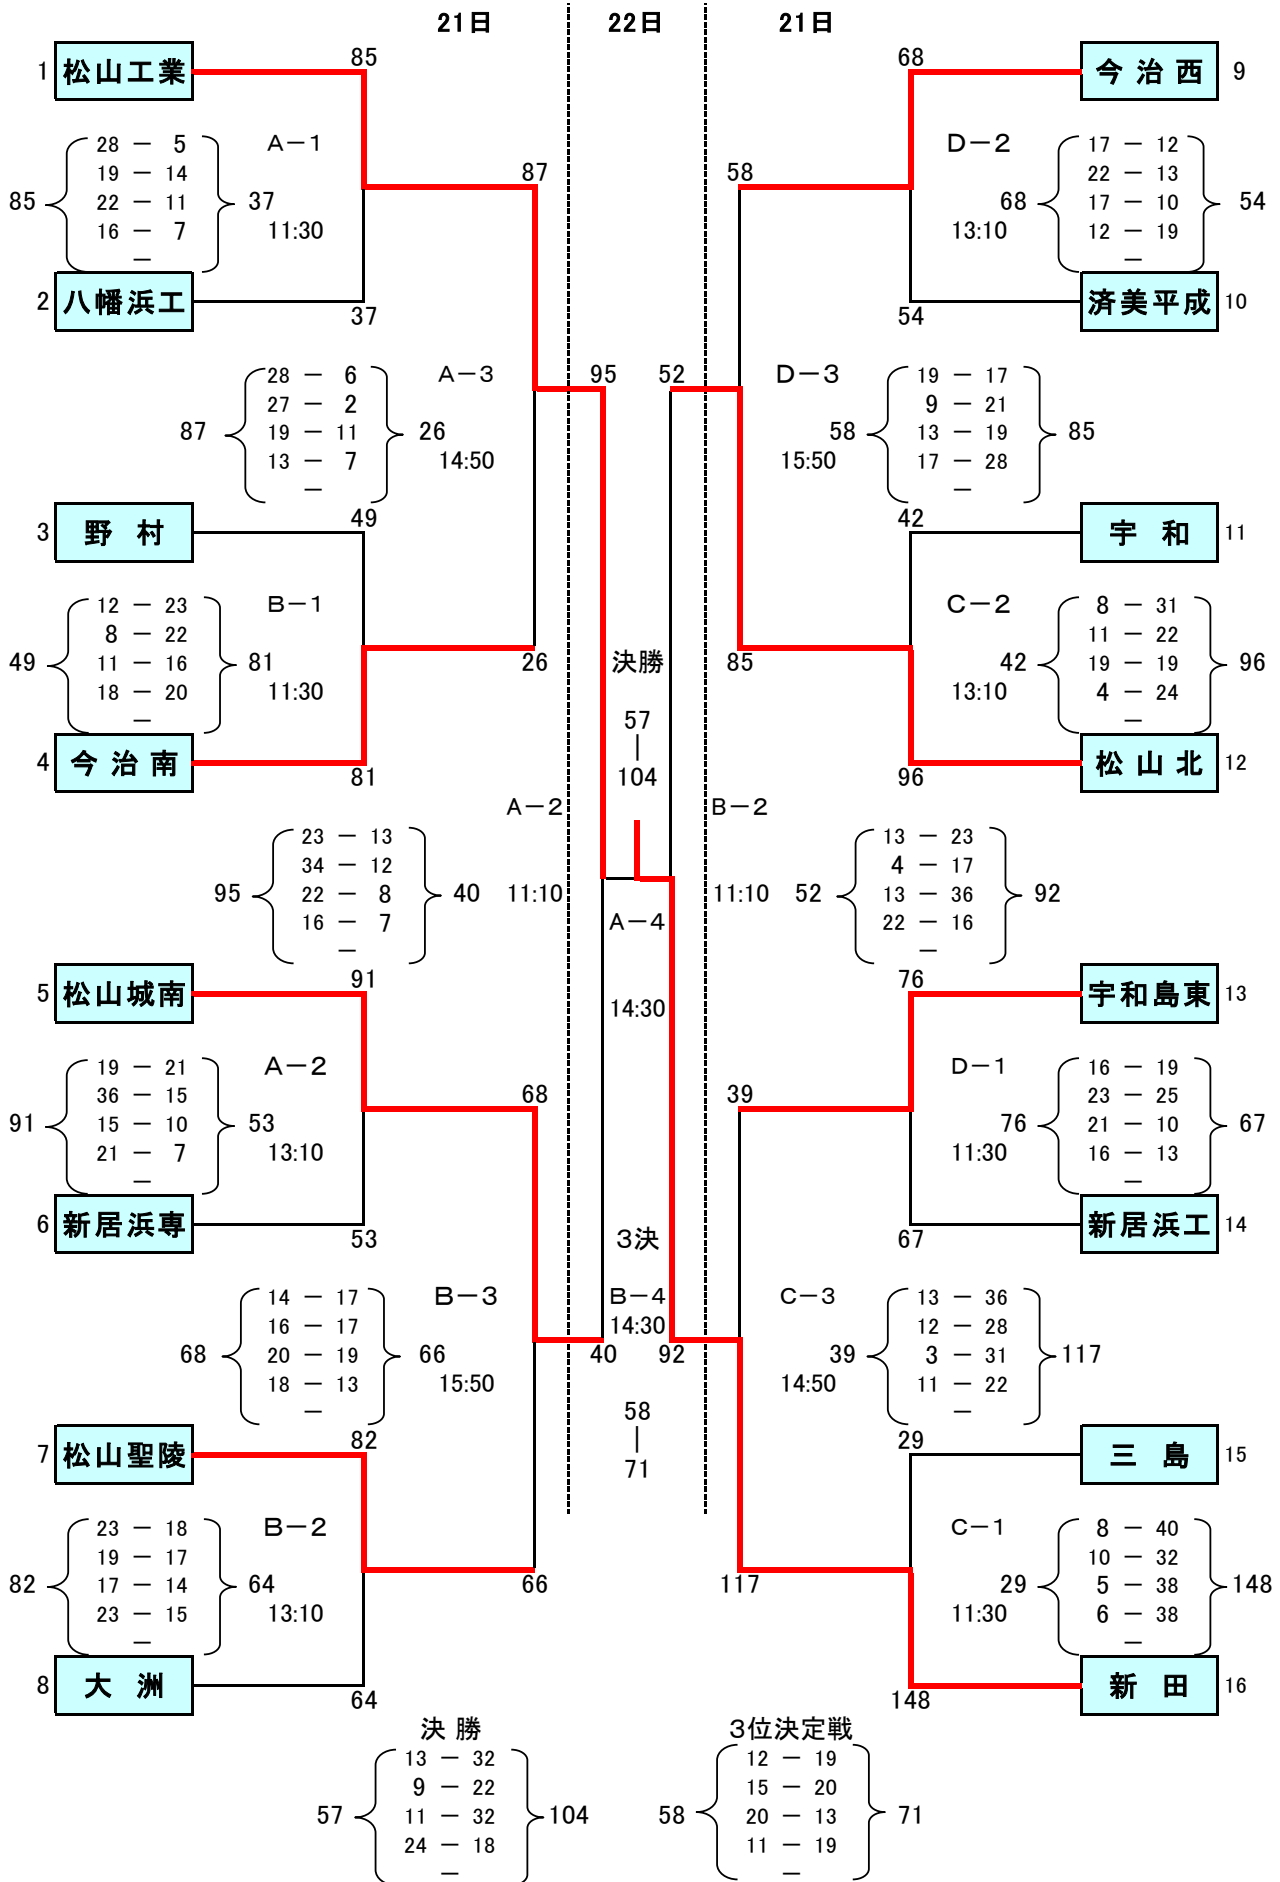 21日 22日 21日
85 68
1 松山工業 今治西 9
28 － 5 A－1 D－2 17 － 12
19 － 14 87 58 22 － 13
85 22 － 11 37 68 17 － 10 54
16 － 7 11:30 13:10 12 － 19
－ －
2 八幡浜工 済美平成 10
37 54
28 － 6 A－3 95 52 D－3 19 － 17
27 － 2 9 － 21
87 19 － 11 26 58 13 － 19 85
13 － 7 14:50 15:50 17 － 28
－ －
49 42
3 野村 宇和 11
12 － 23 B－1 C－2 8 － 31
8 － 22 11 － 22
49 11 － 16 81 26 決勝 85 42 19 － 19 96
18 － 20 11:30 13:10 4 － 24
－ 57 －
|
4 今治南 松山北 12
81 104 96
A－2 B－2
23 － 13 13 － 23
34 － 12 4 － 17
95 22 － 8 40 11:10 11:10 52 13 － 36 92
16 － 7 A－4 22 － 16
－ －
91 76
5 松山城南 宇和島東 13
14:30
19 － 21 A－2 D－1 16 － 19
36 － 15 68 39 23 － 25
91 15 － 10 53 76 21 － 10 67
21 － 7 13:10 11:30 16 － 13
－ －
6 新居浜専 新居浜工 14
53 3決 67
14 － 17 B－3 B－4 C－3 13 － 36
16 － 17 14:30 12 － 28
68 20 － 19 66 40 92 39 3 － 31 117
18 － 13 15:50 14:50 11 － 22
－ 58 －
82 | 29
7 松山聖陵 三島 15
71
23 － 18 B－2 C－1 8 － 40
19 － 17 10 － 32
82 17 － 14 64 66 117 29 5 － 38 148
23 － 15 13:10 11:30 6 － 38
－ －
8 大洲 新田 16
64 148
決勝 3位決定戦
13 － 32 12 － 19
9 － 22 15 － 20
57 11 － 32 104 58 20 － 13 71
24 － 18 11 － 19
－ －